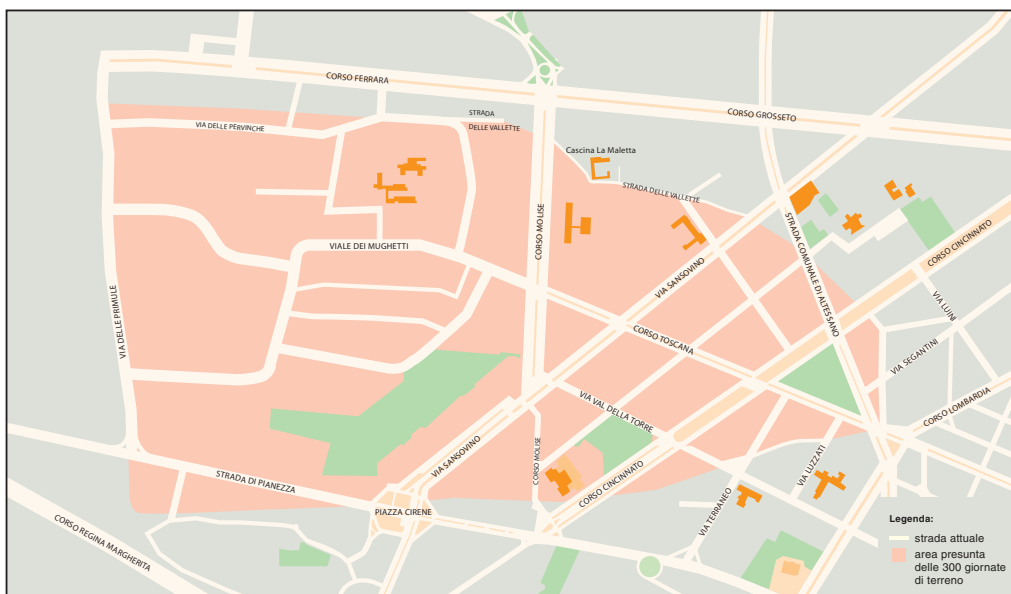 CORSO FERRARA
CORSO GROSSETO
STRADA
DELLE VALLETTE
VIA DELLE PERVINCHE
Cascina La Maletta
STRADA DELLE VALLETTE
CORSO MOLISE
VIALE DEI MUGHETTI
VIA SANSOVINO
STRADA COMUNALE DI ALTESSANO
CORSO CINCINNATO
VIA LUINI
VIA DELLE PRIMULE
CORSO TOSCANA
VIA SEGANTINI
CORSO LOMBARDIA
VIA VAL DELLA TORRE
VIA SANSOVINO
CORSO MOLISE
VIA LUZZATI
STRADA DI PIANEZZA
CORSO CINCINNATO
PIAZZA CIRENE
VIA TERRANEO
CORSO REGINA MARGHERITA
Legenda:
strada attuale
area presunta
delle 300 giornate
di terreno